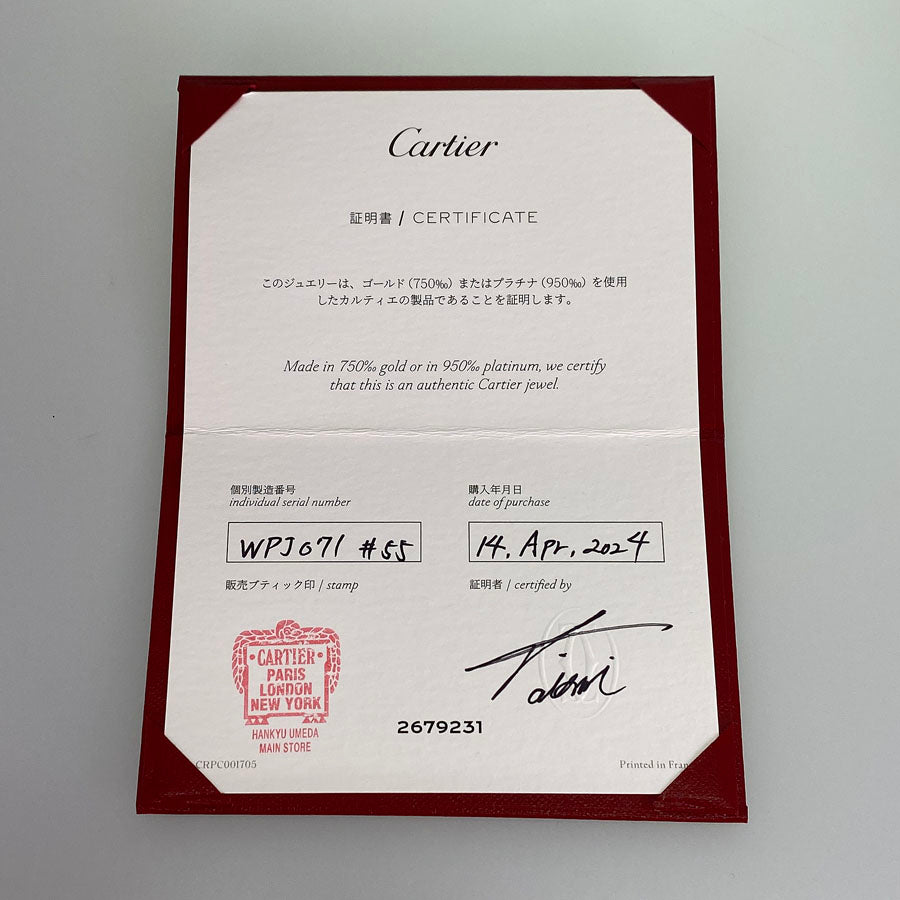 Cartier
証明書 / CERTIFICATE
このジュエリーは、ゴールド（750‰）またはプラチナ（950‰）を使用
したカルティエの製品であることを証明します。
Made in 750‰ gold or in 950‰ platinum, we certify
that this is an authentic Cartier jewel.
個別製造番号
individual serial number
購入年月日
date of purchase
WPJ071 #55
14. Apr. 2024
販売ブティック印 / stamp
証明者 / certified by
CARTIER
PARIS
LONDON
NEW YORK
HANKYU UMEDA
MAIN STORE
2679231
CRPC001705
Printed in Fran